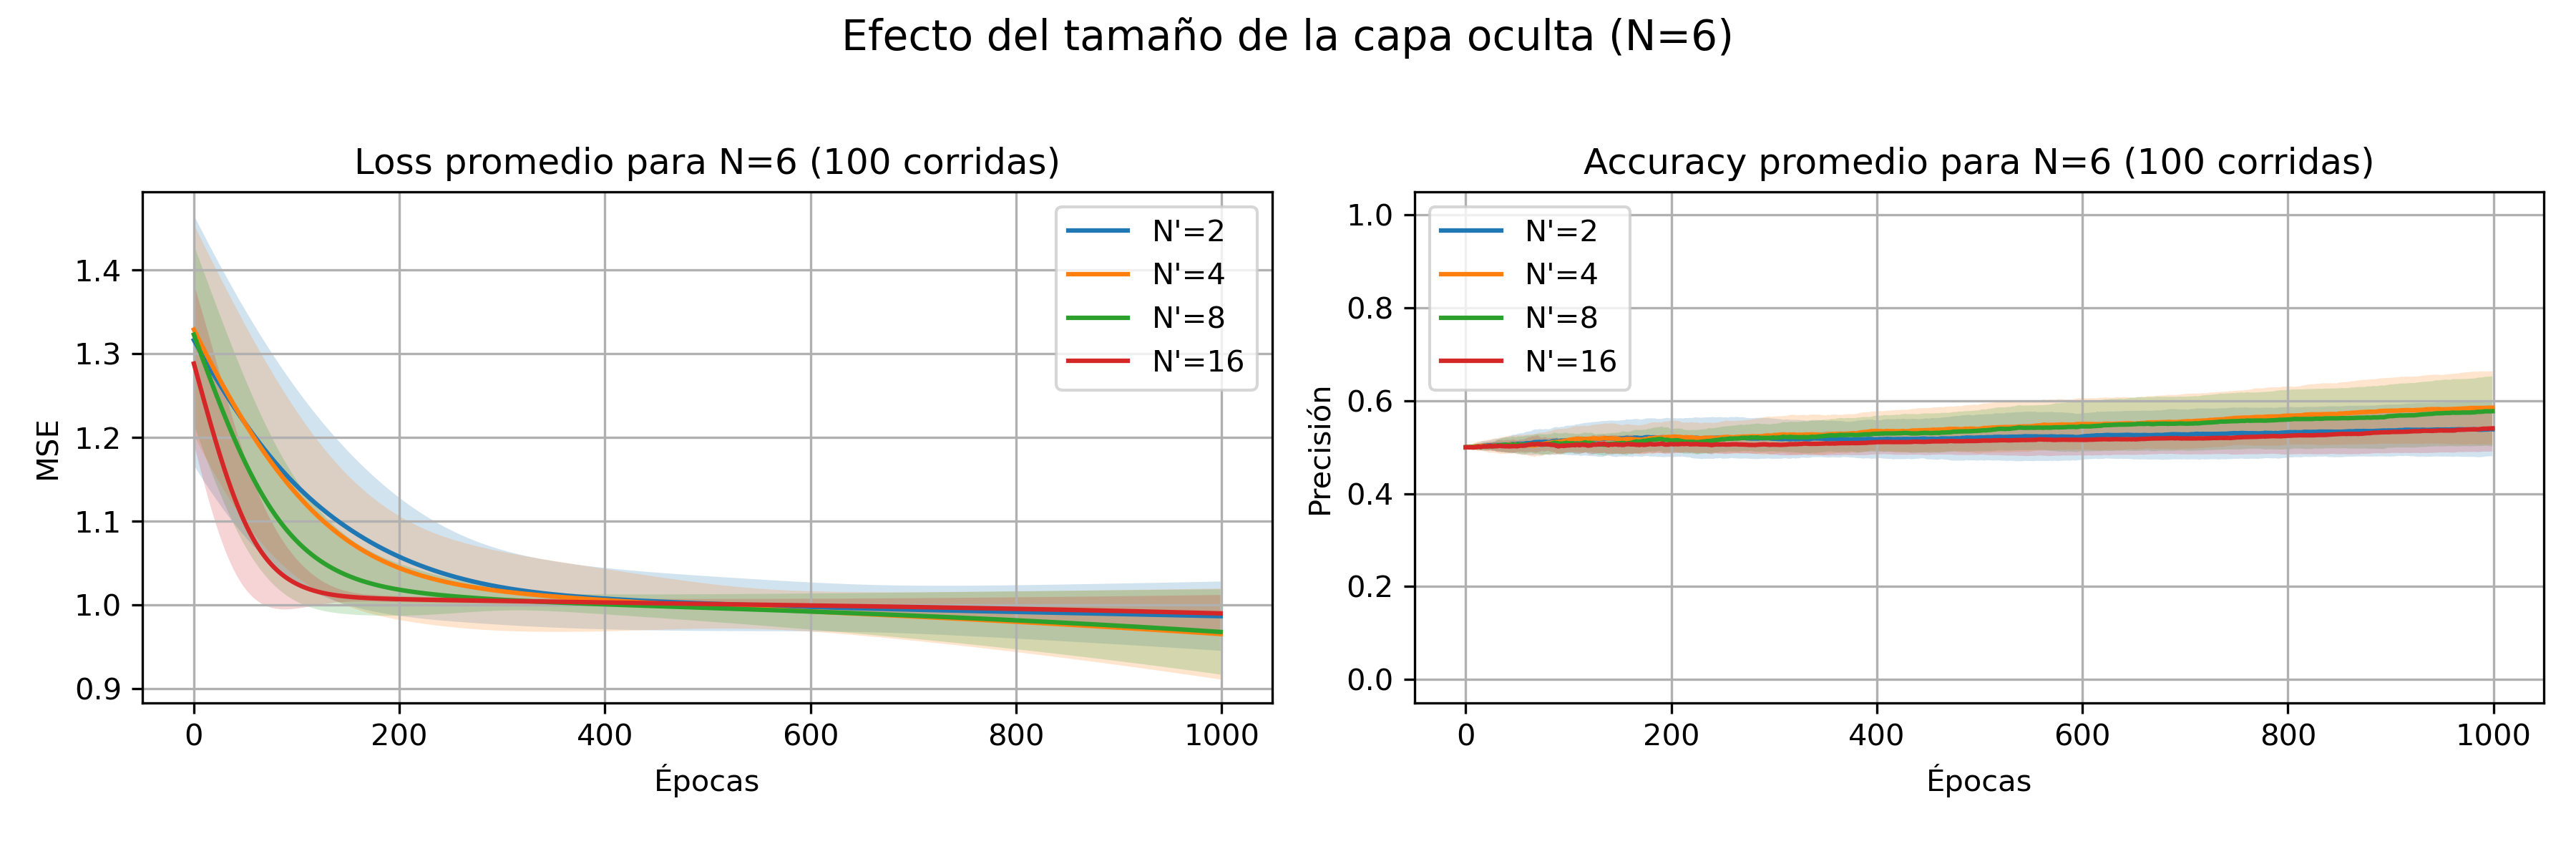 Efecto del tamaño de la capa oculta (N=6)
Loss promedio para N=6 (100 corridas)
MSE
1.4
1.3
1.2
1.1
1.0
0.9
0 200 400 600 800 1000
Épocas
N'=2
N'=4
N'=8
N'=16
Accuracy promedio para N=6 (100 corridas)
Precisión
1.0
0.8
0.6
0.4
0.2
0.0
0 200 400 600 800 1000
Épocas
N'=2
N'=4
N'=8
N'=16